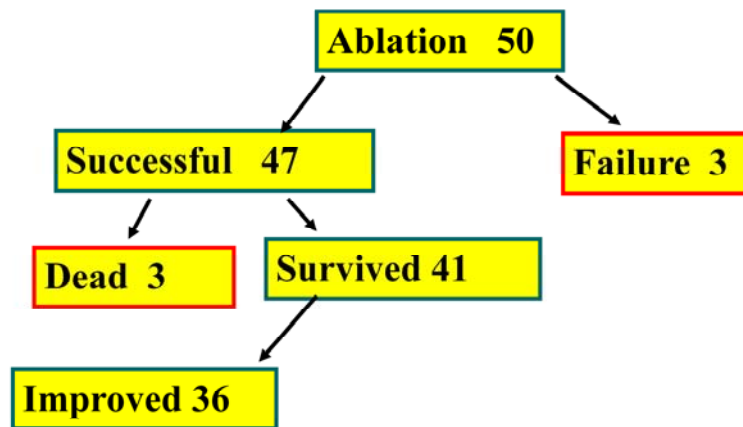 Ablation 50
Successful 47
Failure 3
Dead 3
Survived 41
Improved 36